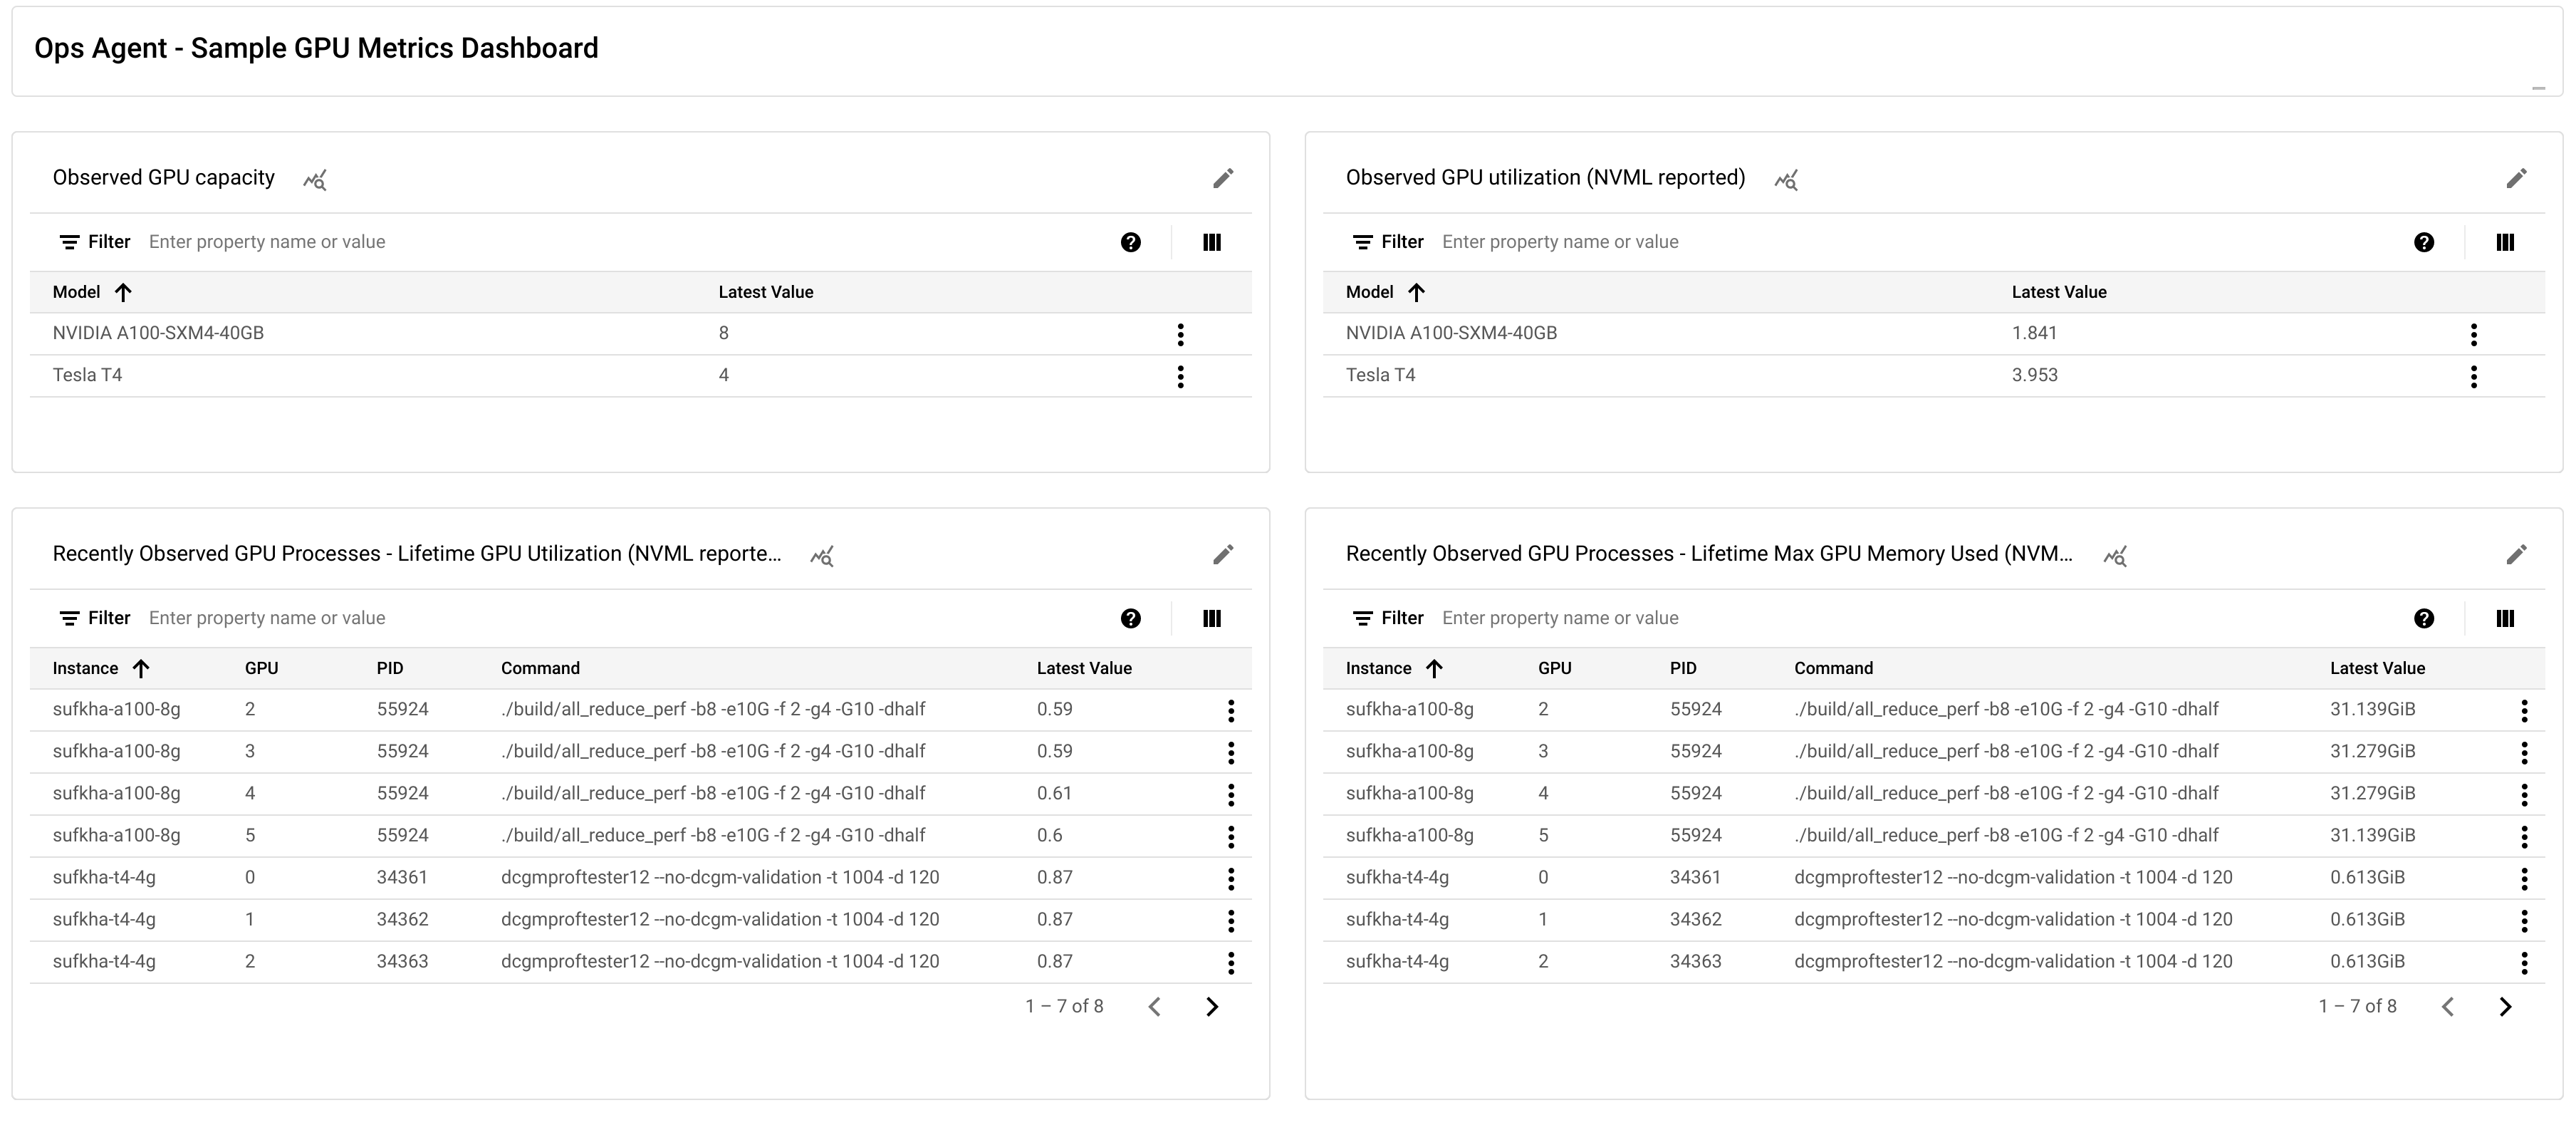 Ops Agent - Sample GPU Metrics Dashboard
Observed GPU capacity
Filter Enter property name or value
Model Latest Value
NVIDIA A100-SXM4-40GB 8
Tesla T4 4
Observed GPU utilization (NVML reported)
Filter Enter property name or value
Model Latest Value
NVIDIA A100-SXM4-40GB 1.841
Tesla T4 3.953
Recently Observed GPU Processes - Lifetime GPU Utilization (NVML reporte...
Filter Enter property name or value
Instance GPU PID Command Latest Value
sufkha-a100-8g 2 55924 ./build/all_reduce_perf -b8 -e10G -f 2 -g4 -G10 -dhalf 0.59
sufkha-a100-8g 3 55924 ./build/all_reduce_perf -b8 -e10G -f 2 -g4 -G10 -dhalf 0.59
sufkha-a100-8g 4 55924 ./build/all_reduce_perf -b8 -e10G -f 2 -g4 -G10 -dhalf 0.61
sufkha-a100-8g 5 55924 ./build/all_reduce_perf -b8 -e10G -f 2 -g4 -G10 -dhalf 0.6
sufkha-t4-4g 0 34361 dcgmproftester12 --no-dcgm-validation -t 1004 -d 120 0.87
sufkha-t4-4g 1 34362 dcgmproftester12 --no-dcgm-validation -t 1004 -d 120 0.87
sufkha-t4-4g 2 34363 dcgmproftester12 --no-dcgm-validation -t 1004 -d 120 0.87
1 – 7 of 8
Recently Observed GPU Processes - Lifetime Max GPU Memory Used (NVM...
Filter Enter property name or value
Instance GPU PID Command Latest Value
sufkha-a100-8g 2 55924 ./build/all_reduce_perf -b8 -e10G -f 2 -g4 -G10 -dhalf 31.139GiB
sufkha-a100-8g 3 55924 ./build/all_reduce_perf -b8 -e10G -f 2 -g4 -G10 -dhalf 31.279GiB
sufkha-a100-8g 4 55924 ./build/all_reduce_perf -b8 -e10G -f 2 -g4 -G10 -dhalf 31.279GiB
sufkha-a100-8g 5 55924 ./build/all_reduce_perf -b8 -e10G -f 2 -g4 -G10 -dhalf 31.139GiB
sufkha-t4-4g 0 34361 dcgmproftester12 --no-dcgm-validation -t 1004 -d 120 0.613GiB
sufkha-t4-4g 1 34362 dcgmproftester12 --no-dcgm-validation -t 1004 -d 120 0.613GiB
sufkha-t4-4g 2 34363 dcgmproftester12 --no-dcgm-validation -t 1004 -d 120 0.613GiB
1 – 7 of 8